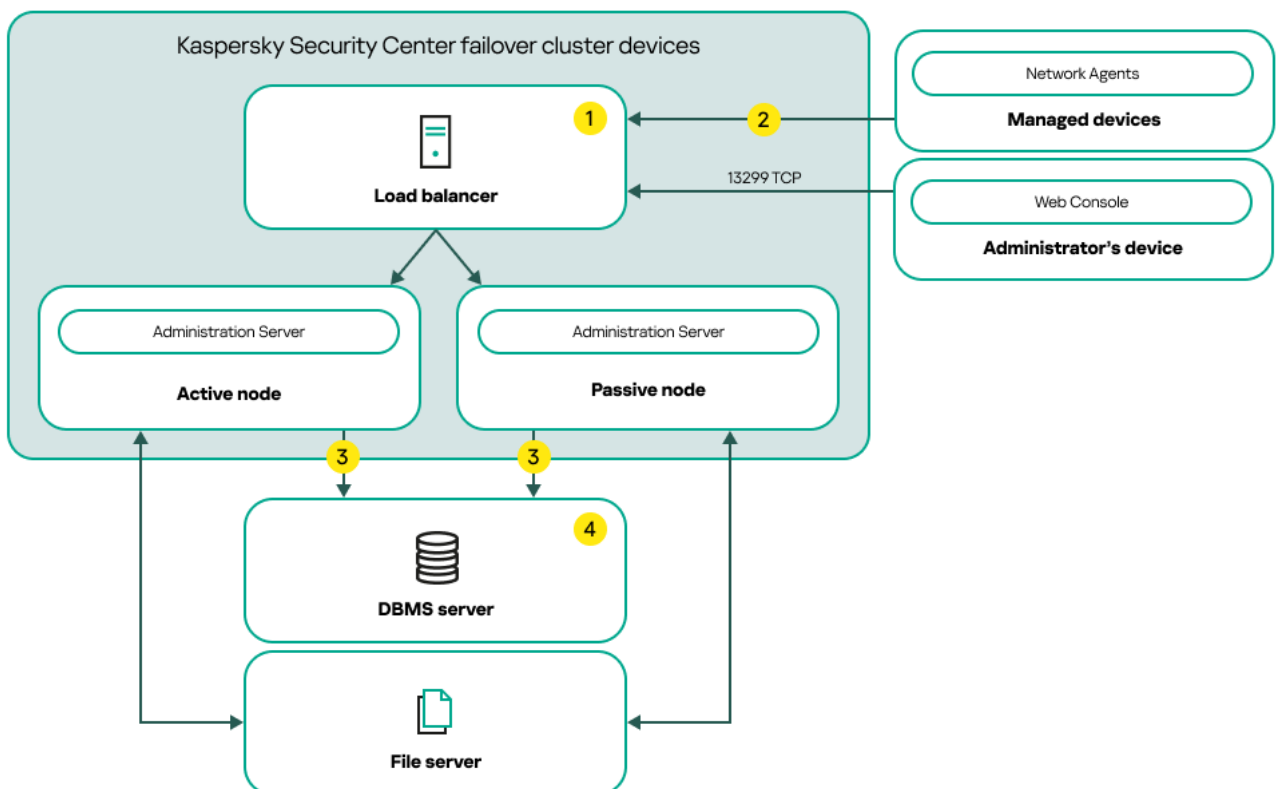 Kaspersky Security Center failover cluster devices
1
Load balancer
2
13299 TCP
Network Agents
Managed devices
Web Console
Administrator's device
Administration Server
Active node
Administration Server
Passive node
3
3
4
DBMS server
File server